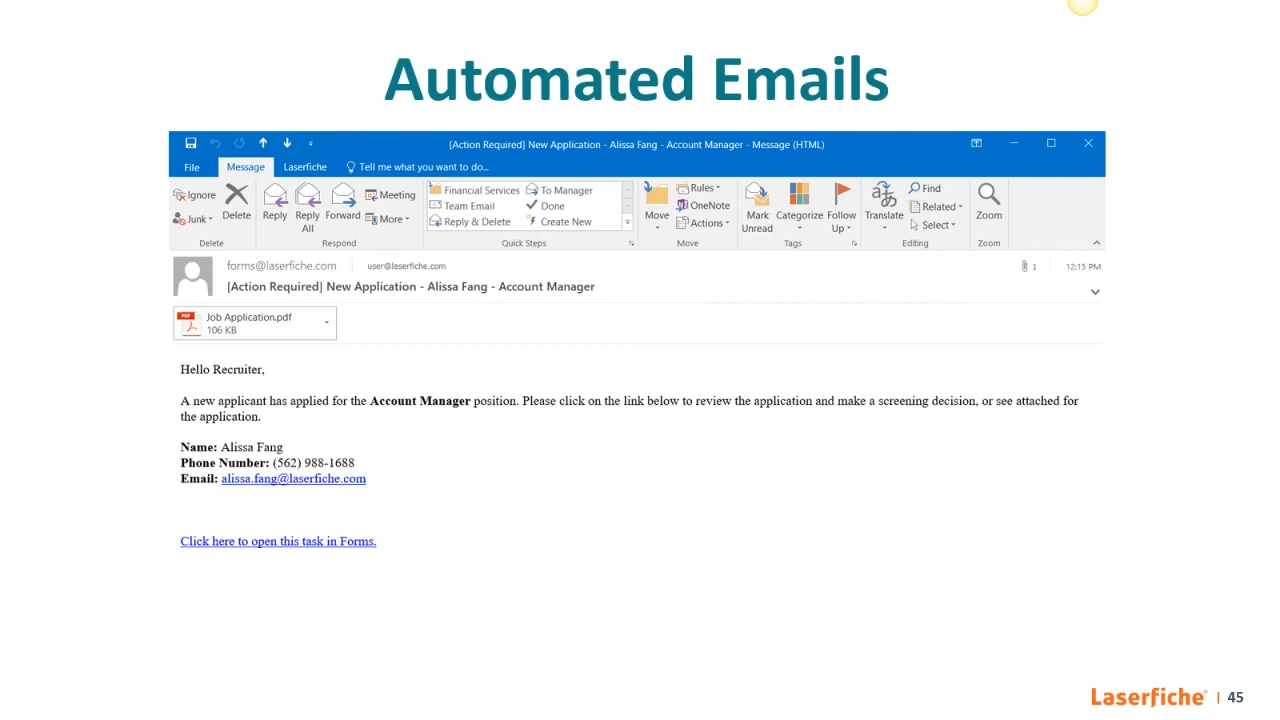 Automated Emails
[Action Required] New Application - Alissa Fang - Account Manager - Message (HTML)
File Message Laserfiche Tell me what you want to do...
Ignore
Junk
Delete
Delete
Reply
Reply All
Forward
Meeting
More
Respond
Financial Services
Team Email
Reply & Delete
To Manager
Done
Create New
Quick Steps
Move
Rules
OneNote
Actions
Move
Mark Unread
Categorize
Follow Up
Tags
Translate
Find
Related
Select
Editing
Zoom
Zoom
forms@laserfiche.com user@laserfiche.com 1 12:15 PM
[Action Required] New Application - Alissa Fang - Account Manager
PDF
Job Application.pdf
106 KB
Hello Recruiter,
A new applicant has applied for the Account Manager position. Please click on the link below to review the application and make a screening decision, or see attached for
the application.
Name: Alissa Fang
Phone Number: (562) 988-1688
Email: alissa.fang@laserfiche.com
Click here to open this task in Forms.
Laserfiche® | 45